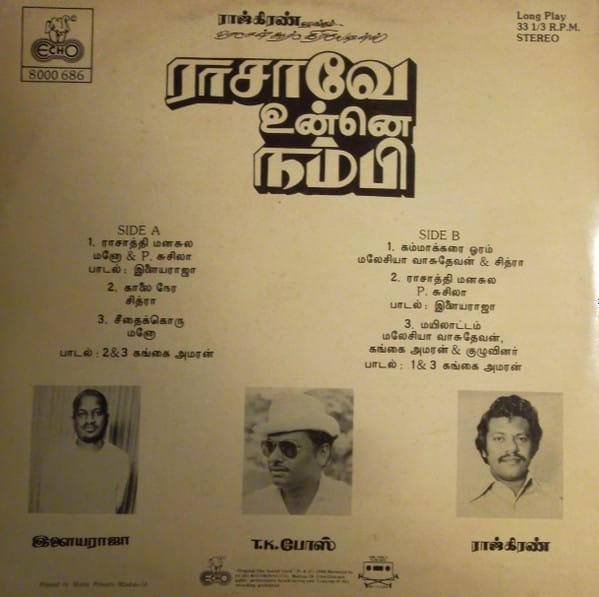 ECHO
8000 686
ராஜ்கிரண்
Long Play
33 1/3 R.P.M.
STEREO
ராசாவே
உன்னெ
நம்பி
SIDE A
1. ராசாத்தி மனசுல
மனோ & P. சுசிலா
பாடல் : இளையராஜா
2. காலை நேர
சித்ரா
3. சீதைக்கொரு
மனோ
பாடல் : 2&3 கங்கை அமரன்
SIDE B
1. கம்மாக்கரை ஓரம்
மலேசியா வாசுதேவன் & சித்ரா
2. ராசாத்தி மனசுல
P. சுசிலா
பாடல் : இளையராஜா
3. மயிலாட்டம்
மலேசியா வாசுதேவன்,
கங்கை அமரன் & குழுவினர்
பாடல் : 1&3 கங்கை அமரன்
இளையராஜா
T.K. போஸ்
ராஜ்கிரண்
ECHO